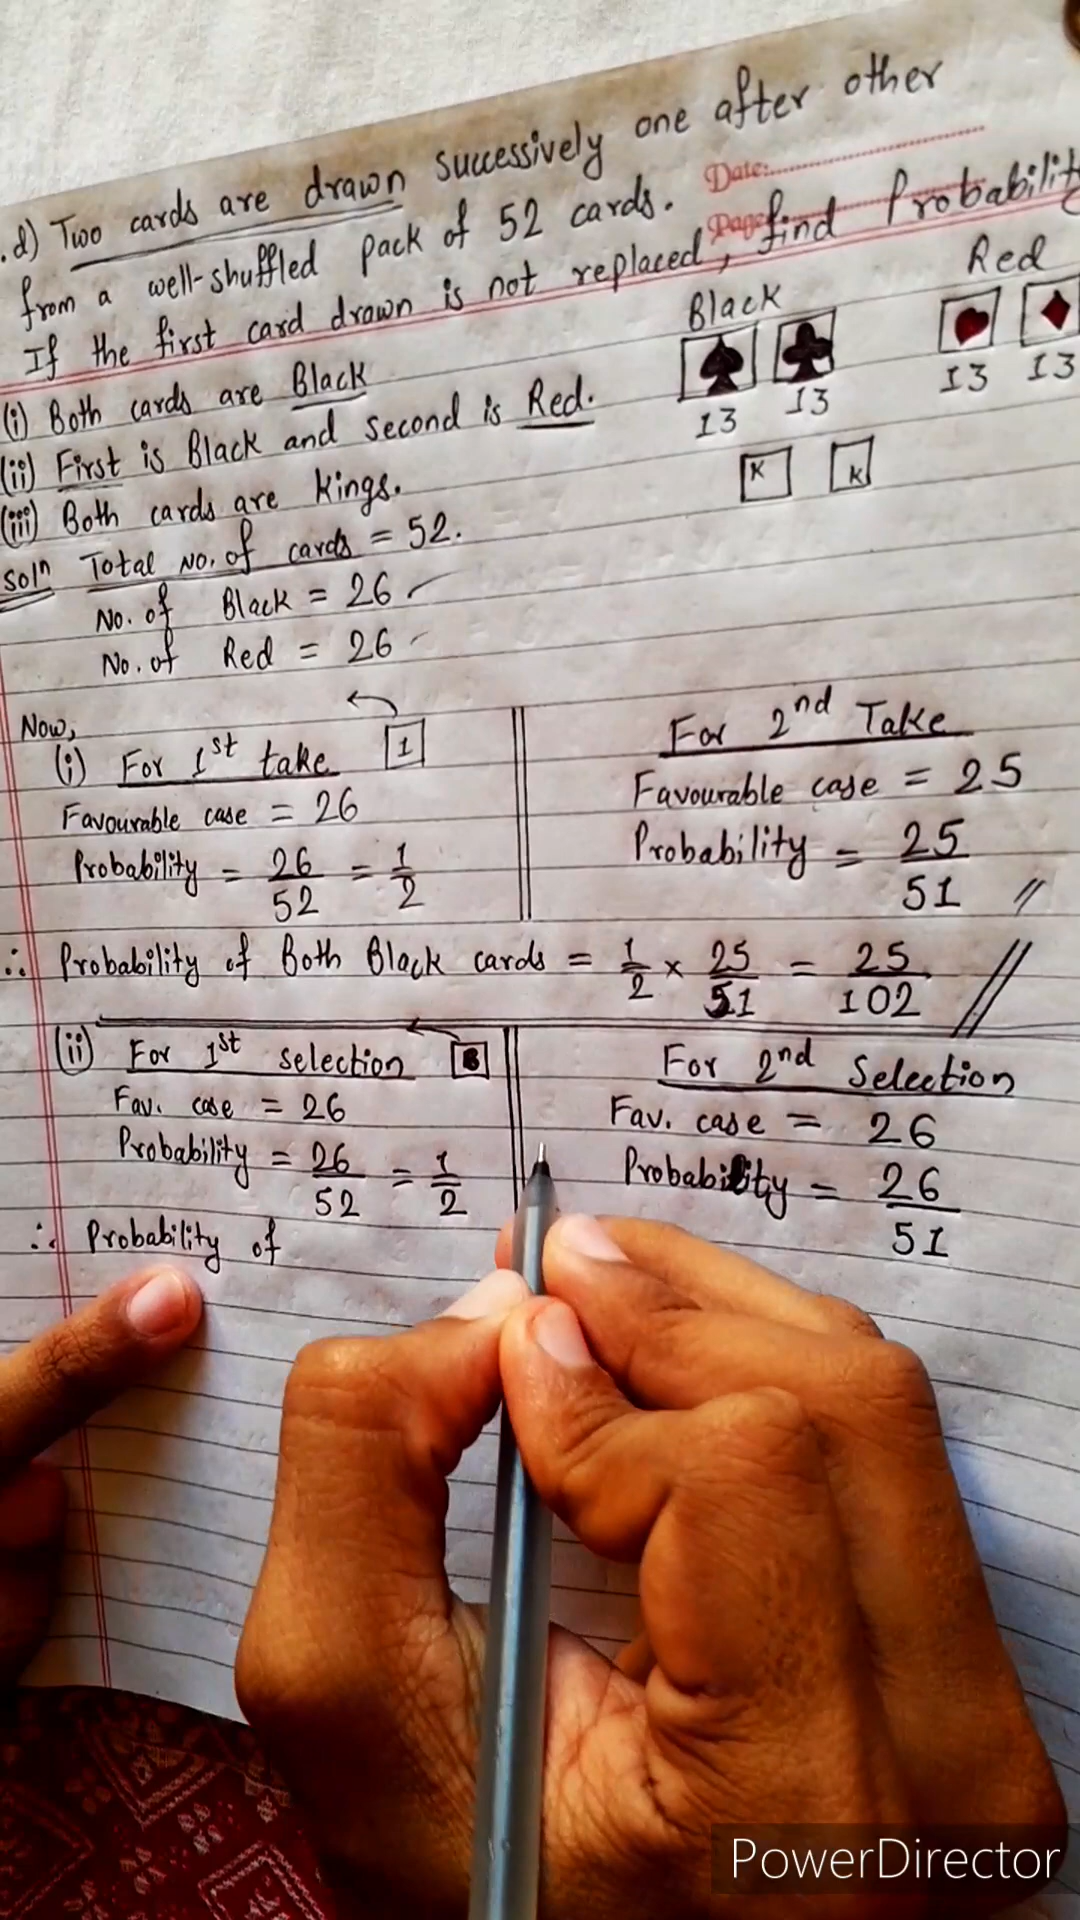 .d) Two cards are drawn successively one after other
Date:
from a well-shuffled pack of 52 cards.
Page
If the first card drawn is not replaced, find Probability
Black
Red
13 13
13 13
(i) Both cards are Black
(ii) First is Black and second is Red.
(iii) Both cards are kings.
K K
Soln Total No. of cards = 52.
No. of Black = 26
No. of Red = 26
Now,
(i) For 1st take 1
Favourable case = 26
Probability = 26/52 = 1/2
For 2nd Take
Favourable case = 25
Probability = 25/51 //
∴ Probability of Both Black cards = 1/2 × 25/51 = 25/102 //
(ii) For 1st selection B
Fav. case = 26
Probability = 26/52 = 1/2
For 2nd Selection
Fav. case = 26
Probability = 26/51
∴ Probability of
PowerDirector